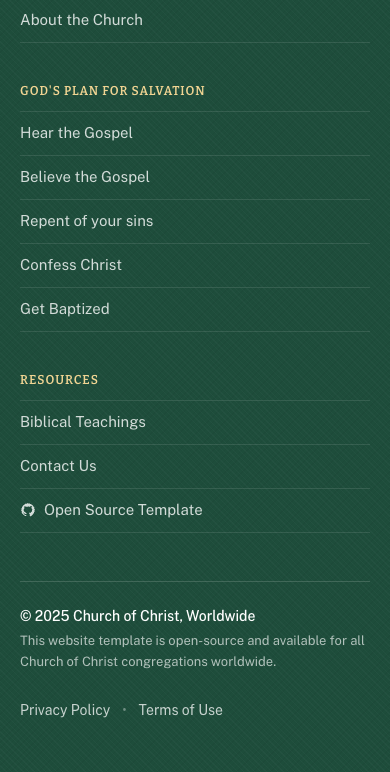 About the Church
GOD'S PLAN FOR SALVATION
Hear the Gospel
Believe the Gospel
Repent of your sins
Confess Christ
Get Baptized
RESOURCES
Biblical Teachings
Contact Us
Open Source Template
© 2025 Church of Christ, Worldwide
This website template is open-source and available for all
Church of Christ congregations worldwide.
Privacy Policy • Terms of Use